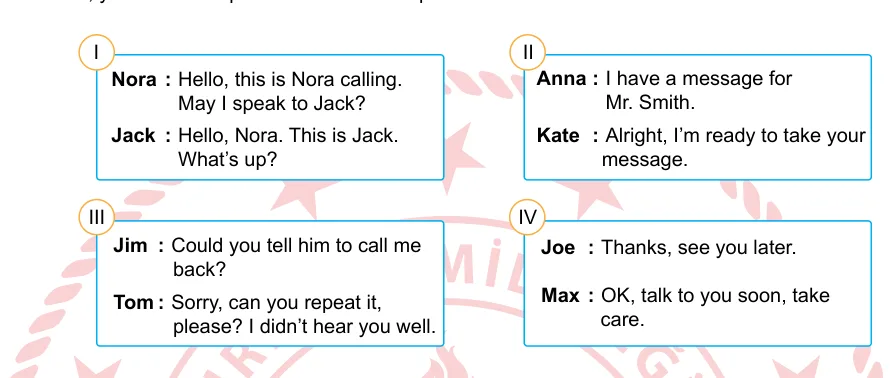 I
Nora : Hello, this is Nora calling.
May I speak to Jack?
Jack : Hello, Nora. This is Jack.
What's up?
II
Anna : I have a message for
Mr. Smith.
Kate : Alright, I'm ready to take your
message.
III
Jim : Could you tell him to call me
back?
Tom : Sorry, can you repeat it,
please? I didn't hear you well.
IV
Joe : Thanks, see you later.
Max : OK, talk to you soon, take
care.